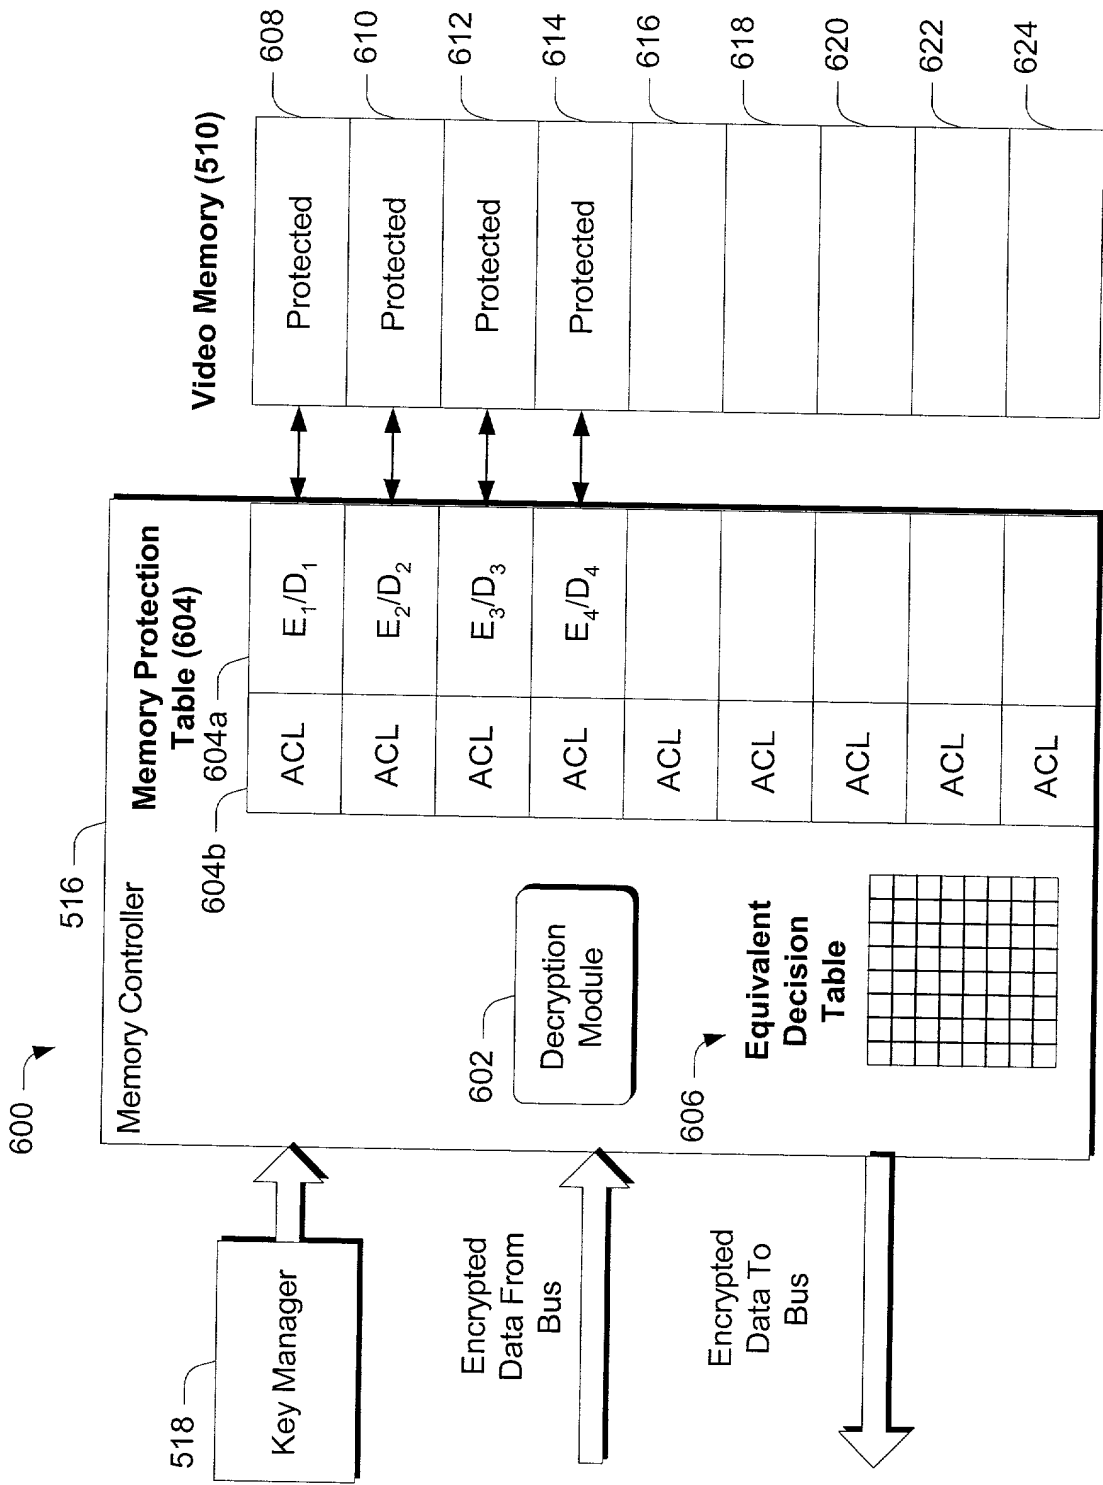 600
516
Memory Controller
Memory Protection
Table (604)
604b
604a
Video Memory (510)
ACL
E1/D1
Protected
608
ACL
E2/D2
Protected
610
ACL
E3/D3
Protected
612
ACL
E4/D4
Protected
614
ACL
616
ACL
618
ACL
620
ACL
622
ACL
624
518
Key Manager
Encrypted
Data From
Bus
Encrypted
Data To
Bus
602
Decryption
Module
606
Equivalent
Decision
Table